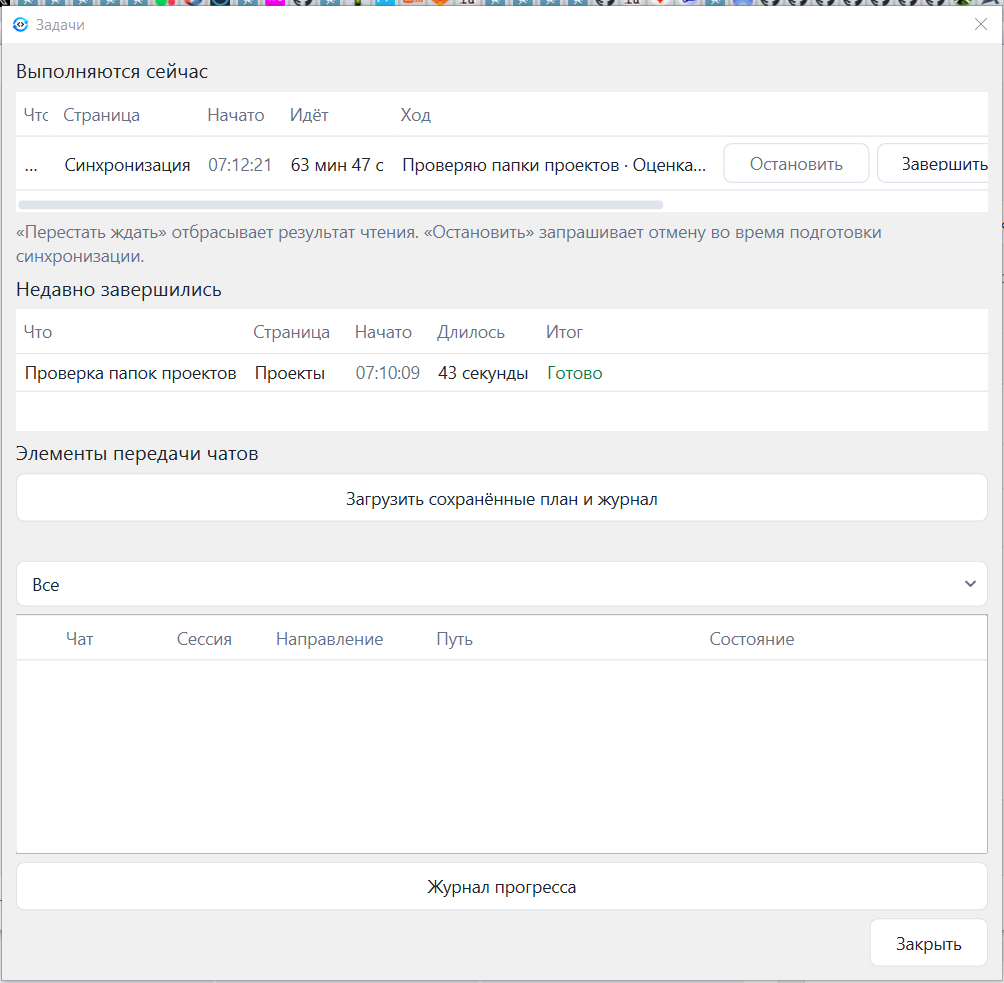 Задачи
Выполняются сейчас
Что Страница Начато Идёт Ход
... Синхронизация 07:12:21 63 мин 47 с Проверяю папки проектов · Оценка... Остановить Завершить
«Перестать ждать» отбрасывает результат чтения. «Остановить» запрашивает отмену во время подготовки
синхронизации.
Недавно завершились
Что Страница Начато Длилось Итог
Проверка папок проектов Проекты 07:10:09 43 секунды Готово
Элементы передачи чатов
Загрузить сохранённые план и журнал
Все
Чат Сессия Направление Путь Состояние
Журнал прогресса
Закрыть